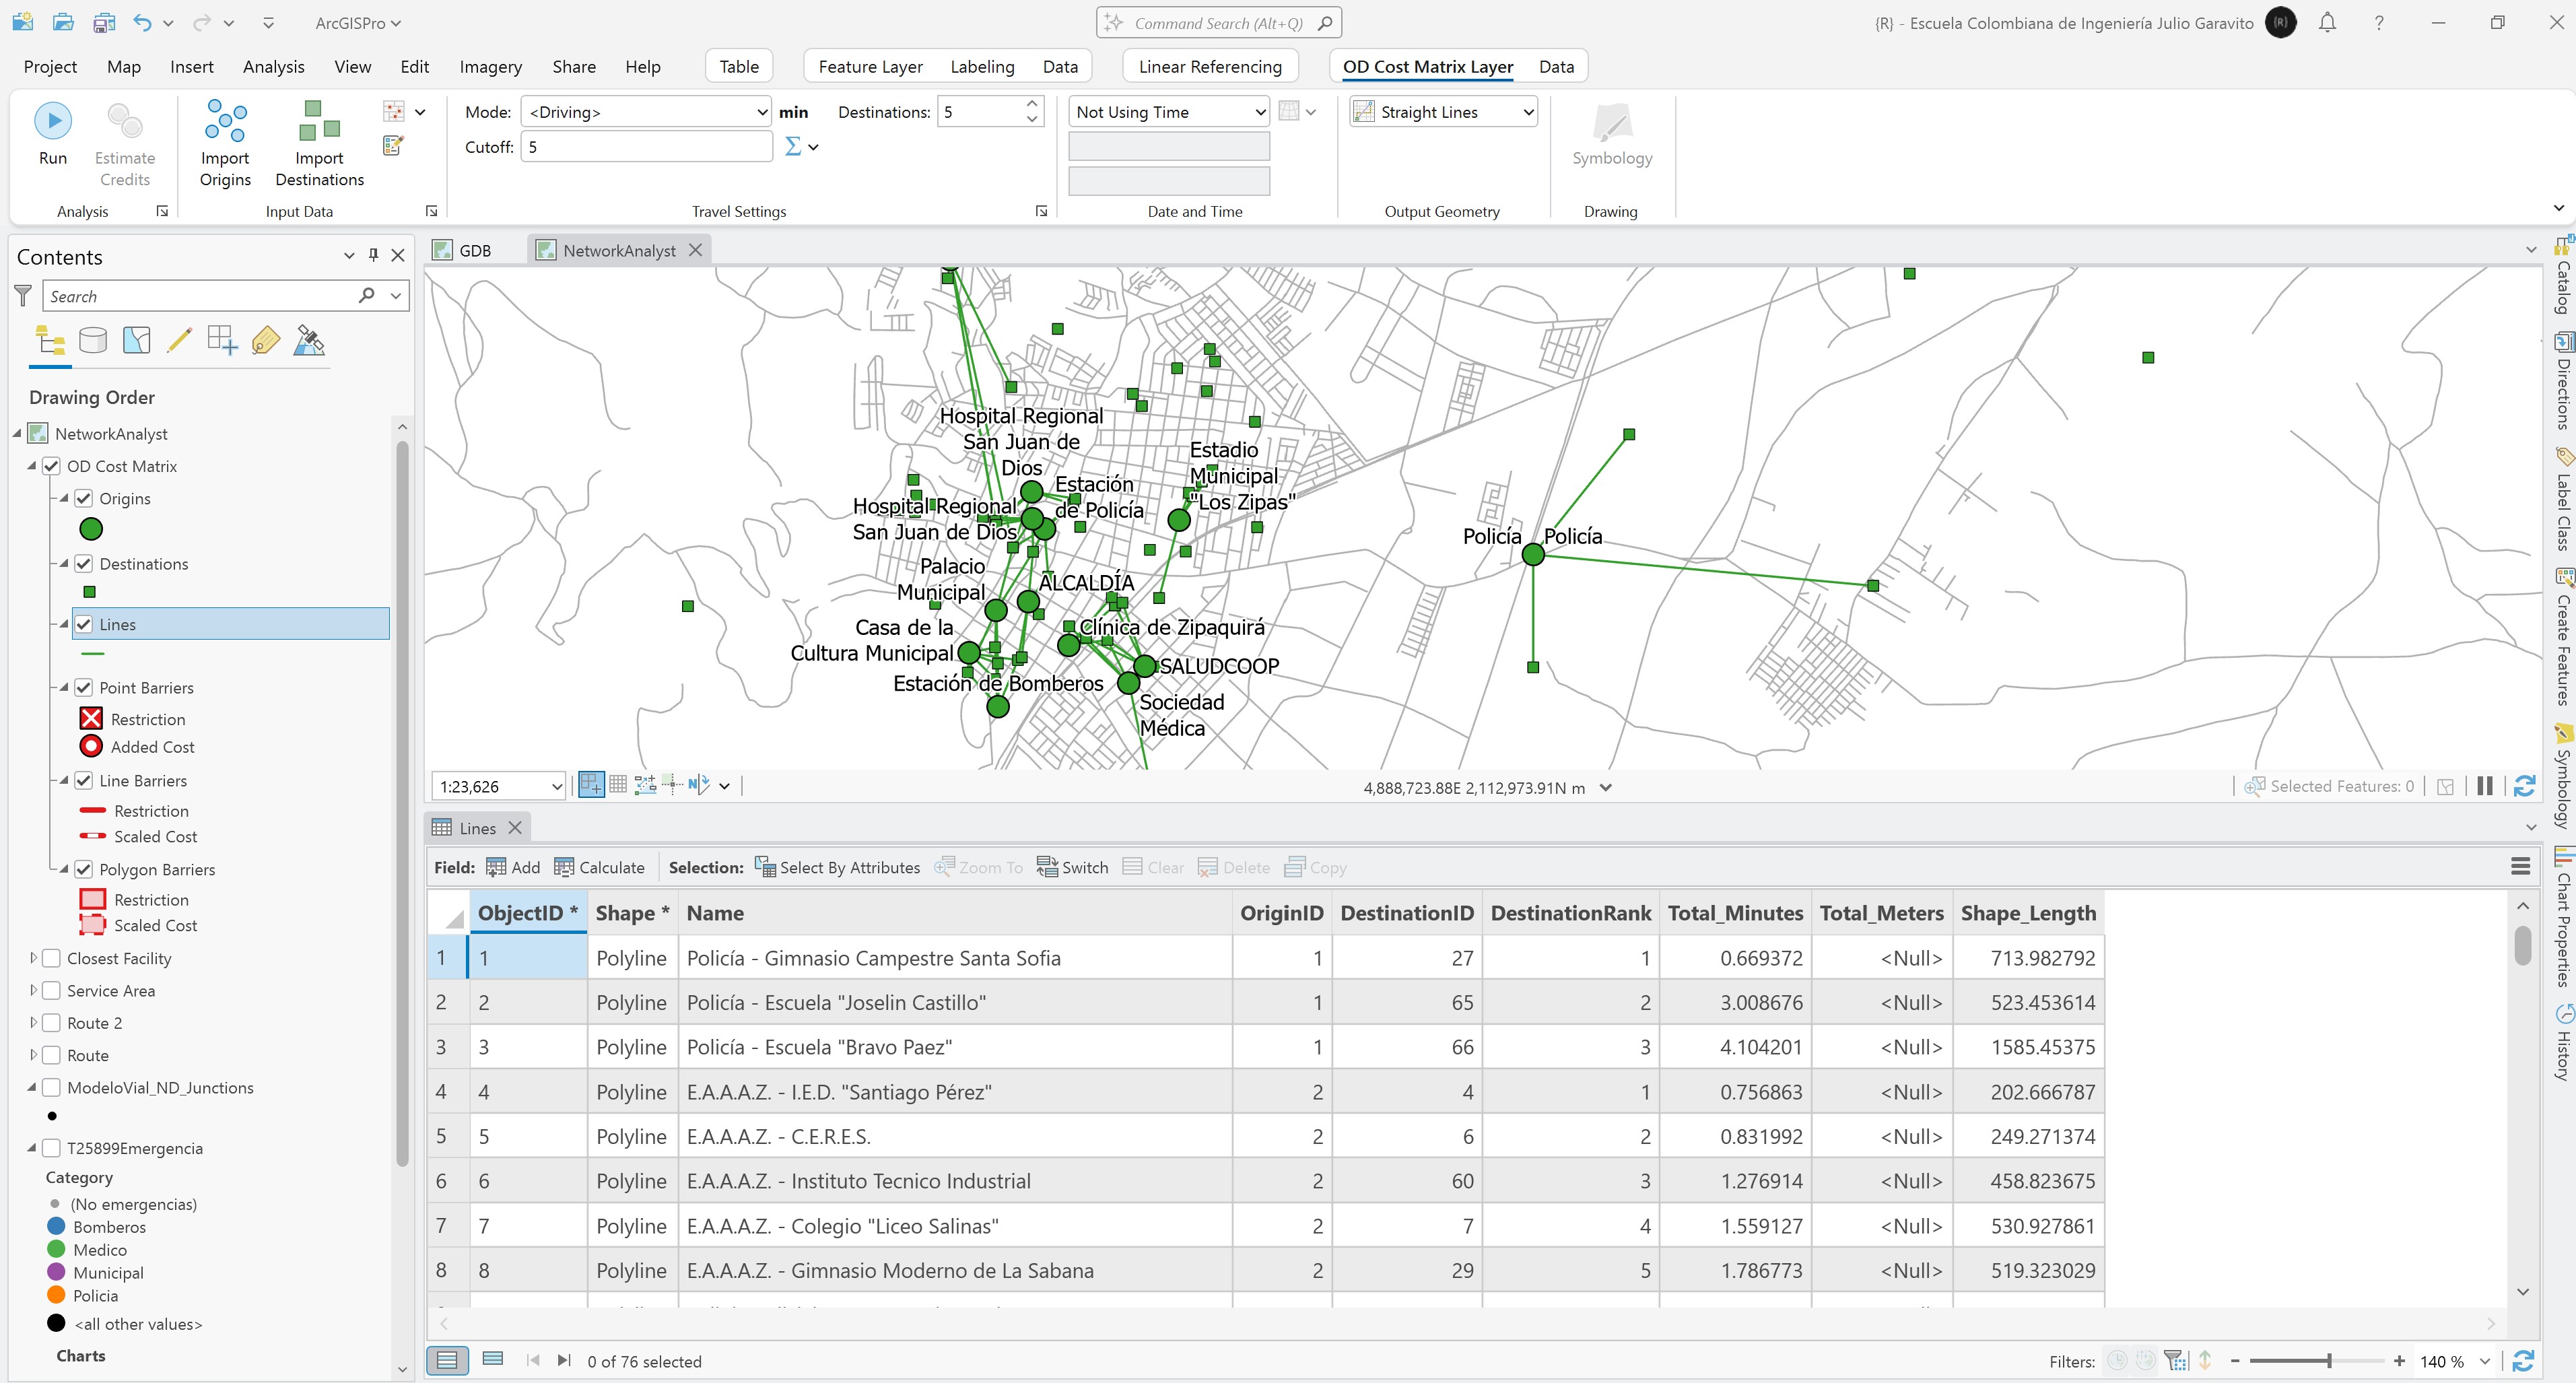 ArcGISPro
Command Search (Alt+Q)
{R} - Escuela Colombiana de Ingeniería Julio Garavito
{R}
?
Project Map Insert Analysis View Edit Imagery Share Help Table Feature Layer Labeling Data Linear Referencing OD Cost Matrix Layer Data
Run
Estimate Credits
Analysis
Import Origins
Import Destinations
Input Data
Mode: <Driving> min Destinations: 5
Cutoff: 5
Travel Settings
Not Using Time
Date and Time
Straight Lines
Output Geometry
Symbology
Drawing
Contents
Search
Drawing Order
NetworkAnalyst
OD Cost Matrix
Origins
Destinations
Lines
Point Barriers
Restriction
Added Cost
Line Barriers
Restriction
Scaled Cost
Polygon Barriers
Restriction
Scaled Cost
Closest Facility
Service Area
Route 2
Route
ModeloVial_ND_Junctions
T25899Emergencia
Category
(No emergencias)
Bomberos
Medico
Municipal
Policia
<all other values>
Charts
GDB
NetworkAnalyst
Hospital Regional
San Juan de
Dios
Estadio
Municipal
"Los Zipas"
Estación
de Policía
Hospital Regional
San Juan de Dios
Policía
Policía
Palacio
Municipal
ALCALDÍA
Casa de la
Cultura Municipal
Clínica de Zipaquirá
SALUDCOOP
Estación de Bomberos
Sociedad
Médica
1:23,626
4,888,723.88E 2,112,973.91N m
Selected Features: 0
Lines
Field: Add Calculate Selection: Select By Attributes Zoom To Switch Clear Delete Copy
ObjectID * Shape * Name OriginID DestinationID DestinationRank Total_Minutes Total_Meters Shape_Length
1 1 Polyline Policía - Gimnasio Campestre Santa Sofia 1 27 1 0.669372 <Null> 713.982792
2 2 Polyline Policía - Escuela "Joselin Castillo" 1 65 2 3.008676 <Null> 523.453614
3 3 Polyline Policía - Escuela "Bravo Paez" 1 66 3 4.104201 <Null> 1585.45375
4 4 Polyline E.A.A.A.Z. - I.E.D. "Santiago Pérez" 2 4 1 0.756863 <Null> 202.666787
5 5 Polyline E.A.A.A.Z. - C.E.R.E.S. 2 6 2 0.831992 <Null> 249.271374
6 6 Polyline E.A.A.A.Z. - Instituto Tecnico Industrial 2 60 3 1.276914 <Null> 458.823675
7 7 Polyline E.A.A.A.Z. - Colegio "Liceo Salinas" 2 7 4 1.559127 <Null> 530.927861
8 8 Polyline E.A.A.A.Z. - Gimnasio Moderno de La Sabana 2 29 5 1.786773 <Null> 519.323029
0 of 76 selected
Filters:
140 %
Catalog
Directions
Label Class
Create Features
Symbology
Chart Properties
History